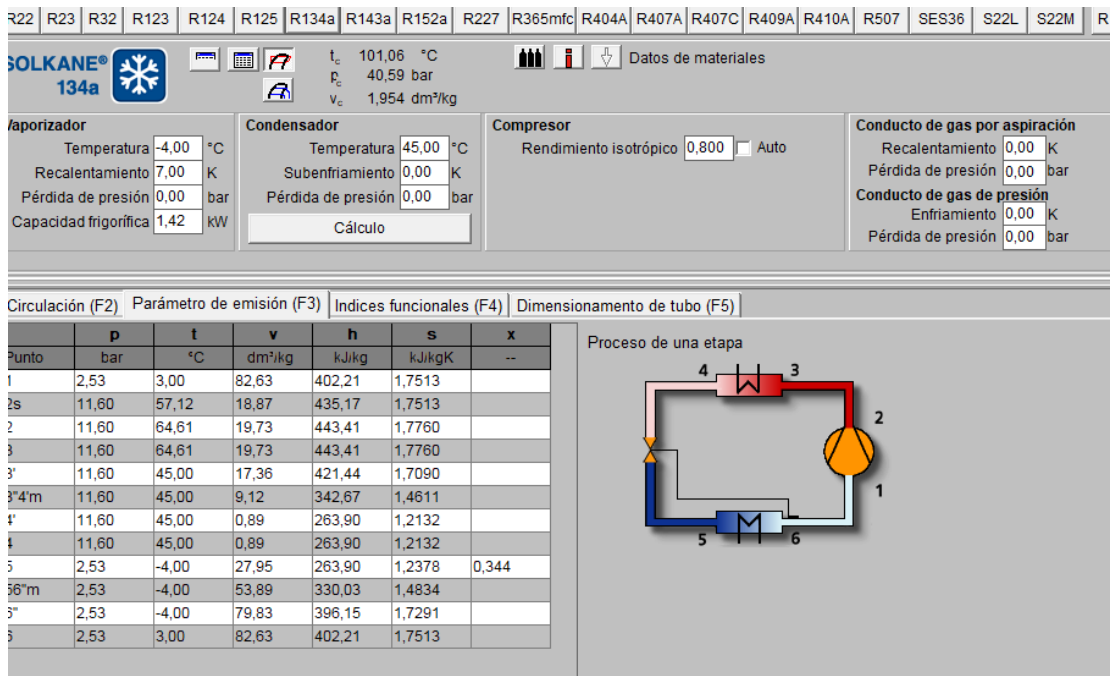 R22 R23 R32 R123 R124 R125 R134a R143a R152a R227 R365mfc R404A R407A R407C R409A R410A R507 SES36 S22L S22M R
SOLKANE®
134a
tc 101,06 °C
pc 40,59 bar
vc 1,954 dm³/kg
Datos de materiales
Vaporizador
Temperatura -4,00 °C
Recalentamiento 7,00 K
Pérdida de presión 0,00 bar
Capacidad frigorífica 1,42 kW
Condensador
Temperatura 45,00 °C
Subenfriamiento 0,00 K
Pérdida de presión 0,00 bar
Cálculo
Compresor
Rendimiento isotrópico 0,800 Auto
Conducto de gas por aspiración
Recalentamiento 0,00 K
Pérdida de presión 0,00 bar
Conducto de gas de presión
Enfriamiento 0,00 K
Pérdida de presión 0,00 bar
Circulación (F2) Parámetro de emisión (F3) Indices funcionales (F4) Dimensionamento de tubo (F5)
p t v h s x
Punto bar °C dm³/kg kJ/kg kJ/kgK --
1 2,53 3,00 82,63 402,21 1,7513
2s 11,60 57,12 18,87 435,17 1,7513
2 11,60 64,61 19,73 443,41 1,7760
3 11,60 64,61 19,73 443,41 1,7760
3" 11,60 45,00 17,36 421,44 1,7090
3"4'm 11,60 45,00 9,12 342,67 1,4611
4' 11,60 45,00 0,89 263,90 1,2132
4 11,60 45,00 0,89 263,90 1,2132
5 2,53 -4,00 27,95 263,90 1,2378 0,344
56"m 2,53 -4,00 53,89 330,03 1,4834
6" 2,53 -4,00 79,83 396,15 1,7291
6 2,53 3,00 82,63 402,21 1,7513
Proceso de una etapa
4 3
2
1
5 6